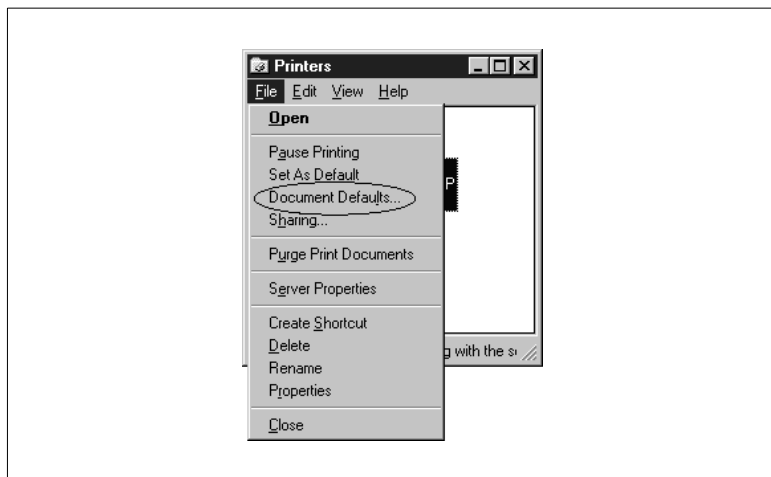 Printers
File Edit View Help
Open
Pause Printing
Set As Default
Document Defaults...
Sharing...
Purge Print Documents
Server Properties
Create Shortcut
Delete
Rename
Properties
Close
P
with the